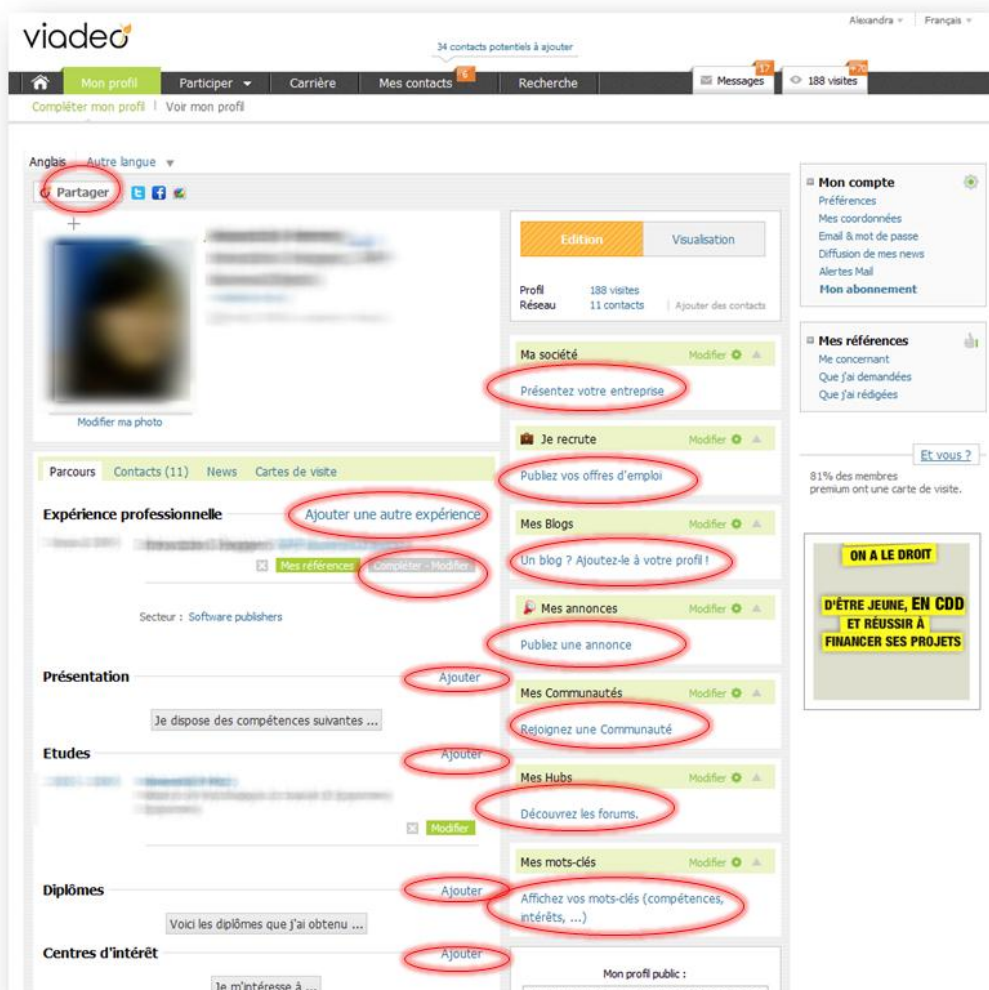 viadeo
Alexandra
Français
34 contacts potentiels à ajouter
Mon profil
Participer
Carrière
Mes contacts
6
Recherche
Messages
17
188 visites
+70
Compléter mon profil
Voir mon profil
Anglais
Autre langue
Partager
Modifier ma photo
Parcours
Contacts (11)
News
Cartes de visite
Expérience professionnelle
Ajouter une autre expérience
Mes références
Compléter - Modifier
Secteur : Software publishers
Présentation
Ajouter
Je dispose des compétences suivantes ...
Etudes
Ajouter
Modifier
Diplômes
Ajouter
Voici les diplômes que j'ai obtenu ...
Centres d'intérêt
Ajouter
Je m'intéresse à ...
Edition
Visualisation
Profil 188 visites
Réseau 11 contacts
Ajouter des contacts
Ma société
Modifier
Présentez votre entreprise
Je recrute
Modifier
Publiez vos offres d'emploi
Mes Blogs
Modifier
Un blog ? Ajoutez-le à votre profil !
Mes annonces
Modifier
Publiez une annonce
Mes Communautés
Modifier
Rejoignez une Communauté
Mes Hubs
Modifier
Découvrez les forums.
Mes mots-clés
Modifier
Affichez vos mots-clés (compétences,
intérêts, ...)
Mon profil public :
Mon compte
Préférences
Mes coordonnées
Email & mot de passe
Diffusion de mes news
Alertes Mail
Mon abonnement
Mes références
Me concernant
Que j'ai demandées
Que j'ai rédigées
Et vous ?
81% des membres
premium ont une carte de visite.
ON A LE DROIT
D'ÊTRE JEUNE, EN CDD
ET RÉUSSIR À
FINANCER SES PROJETS